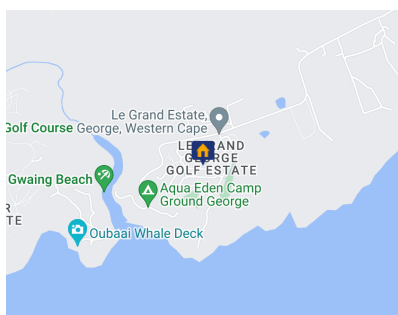 Le Grand Estate,
Golf Course George, Western Cape
LE GRAND
GEORGE
GOLF ESTATE
Gwaing Beach
Aqua Eden Camp
Ground George
R
TE
Oubaai Whale Deck